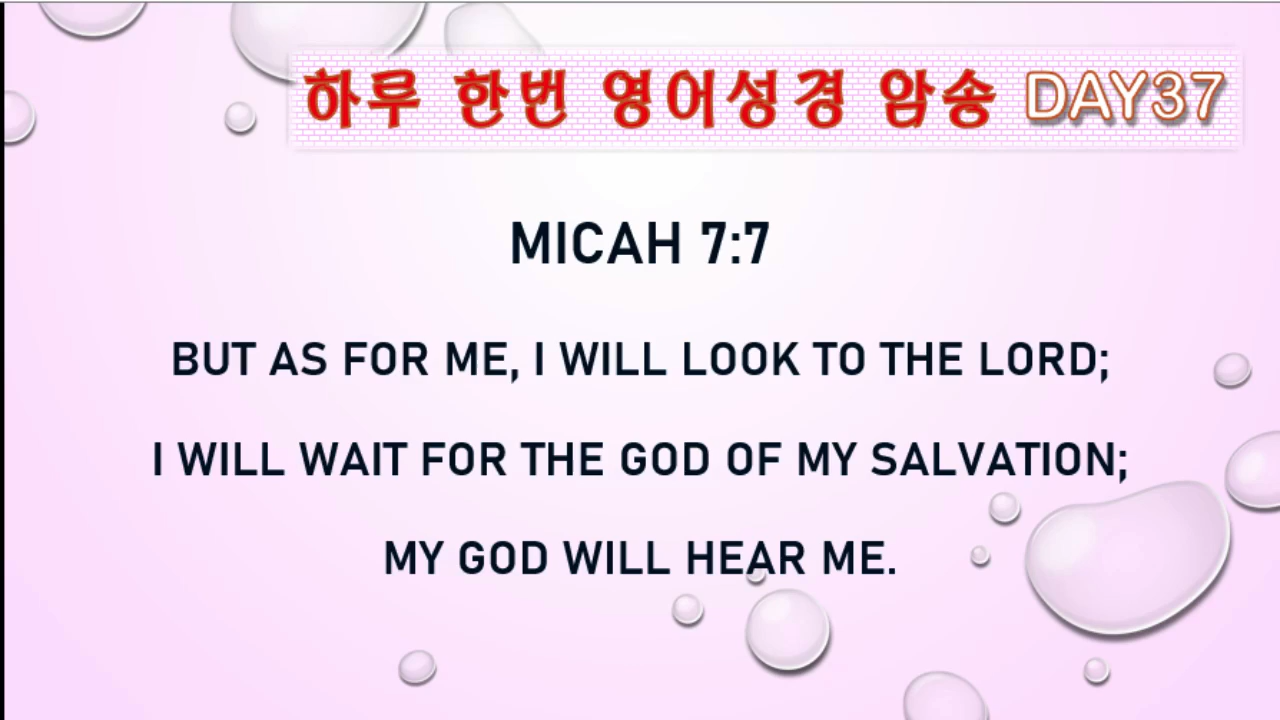 하루 한번 영어성경 암송 DAY37
MICAH 7:7
BUT AS FOR ME, I WILL LOOK TO THE LORD;
I WILL WAIT FOR THE GOD OF MY SALVATION;
MY GOD WILL HEAR ME.